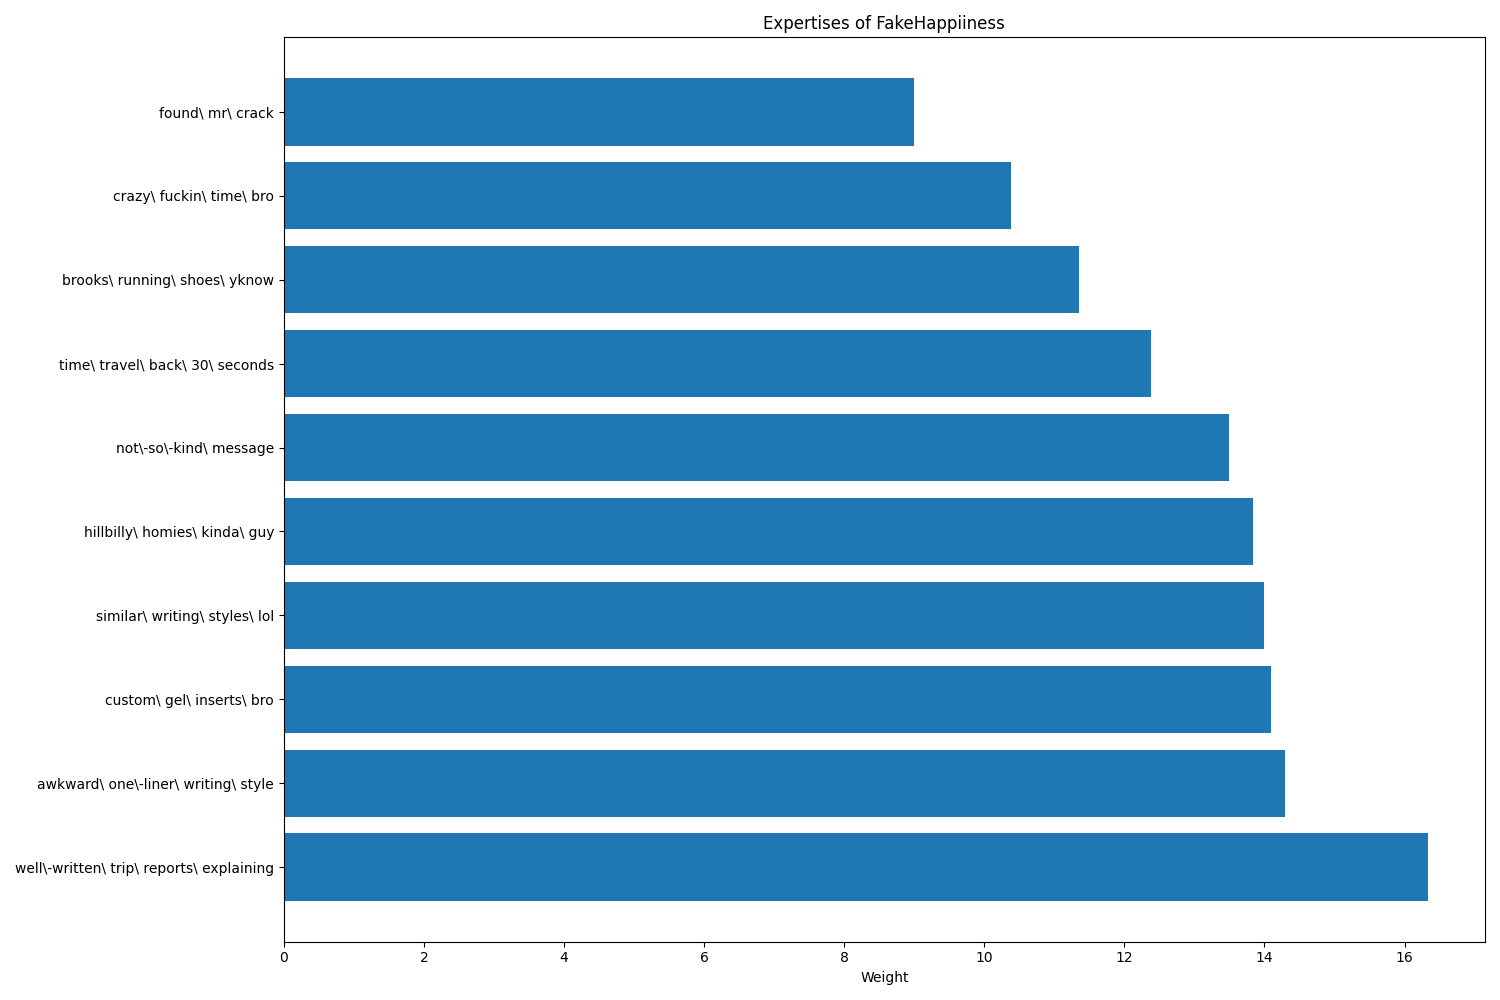 Expertises of FakeHappiiness
found\ mr\ crack
crazy\ fuckin\ time\ bro
brooks\ running\ shoes\ yknow
time\ travel\ back\ 30\ seconds
not\-so\-kind\ message
hillbilly\ homies\ kinda\ guy
similar\ writing\ styles\ lol
custom\ gel\ inserts\ bro
awkward\ one\-liner\ writing\ style
well\-written\ trip\ reports\ explaining
0 2 4 6 8 10 12 14 16
Weight